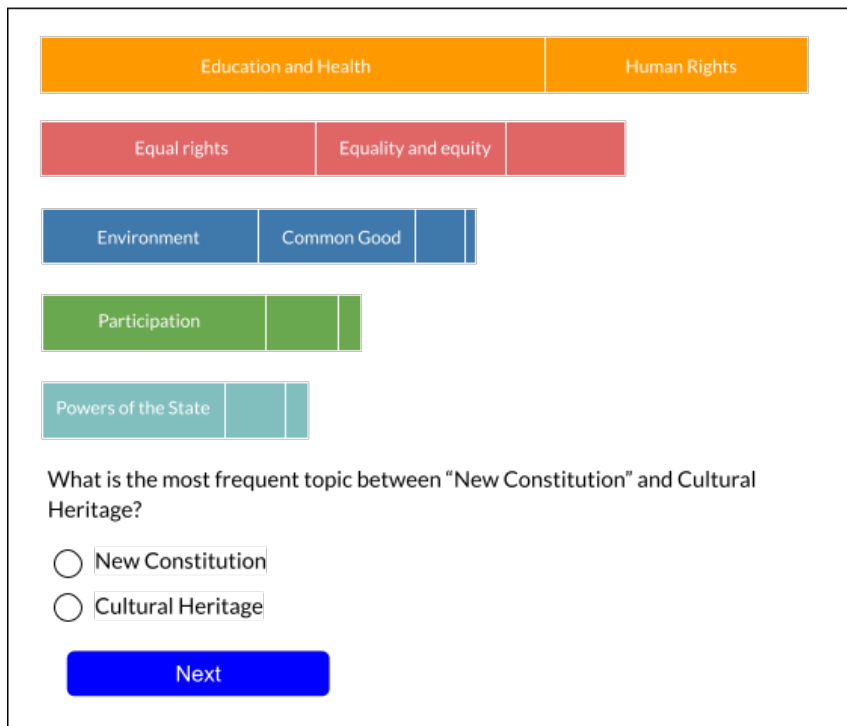 Education and Health Human Rights
Equal rights Equality and equity
Environment Common Good
Participation
Powers of the State
What is the most frequent topic between “New Constitution” and Cultural
Heritage?
New Constitution
Cultural Heritage
Next